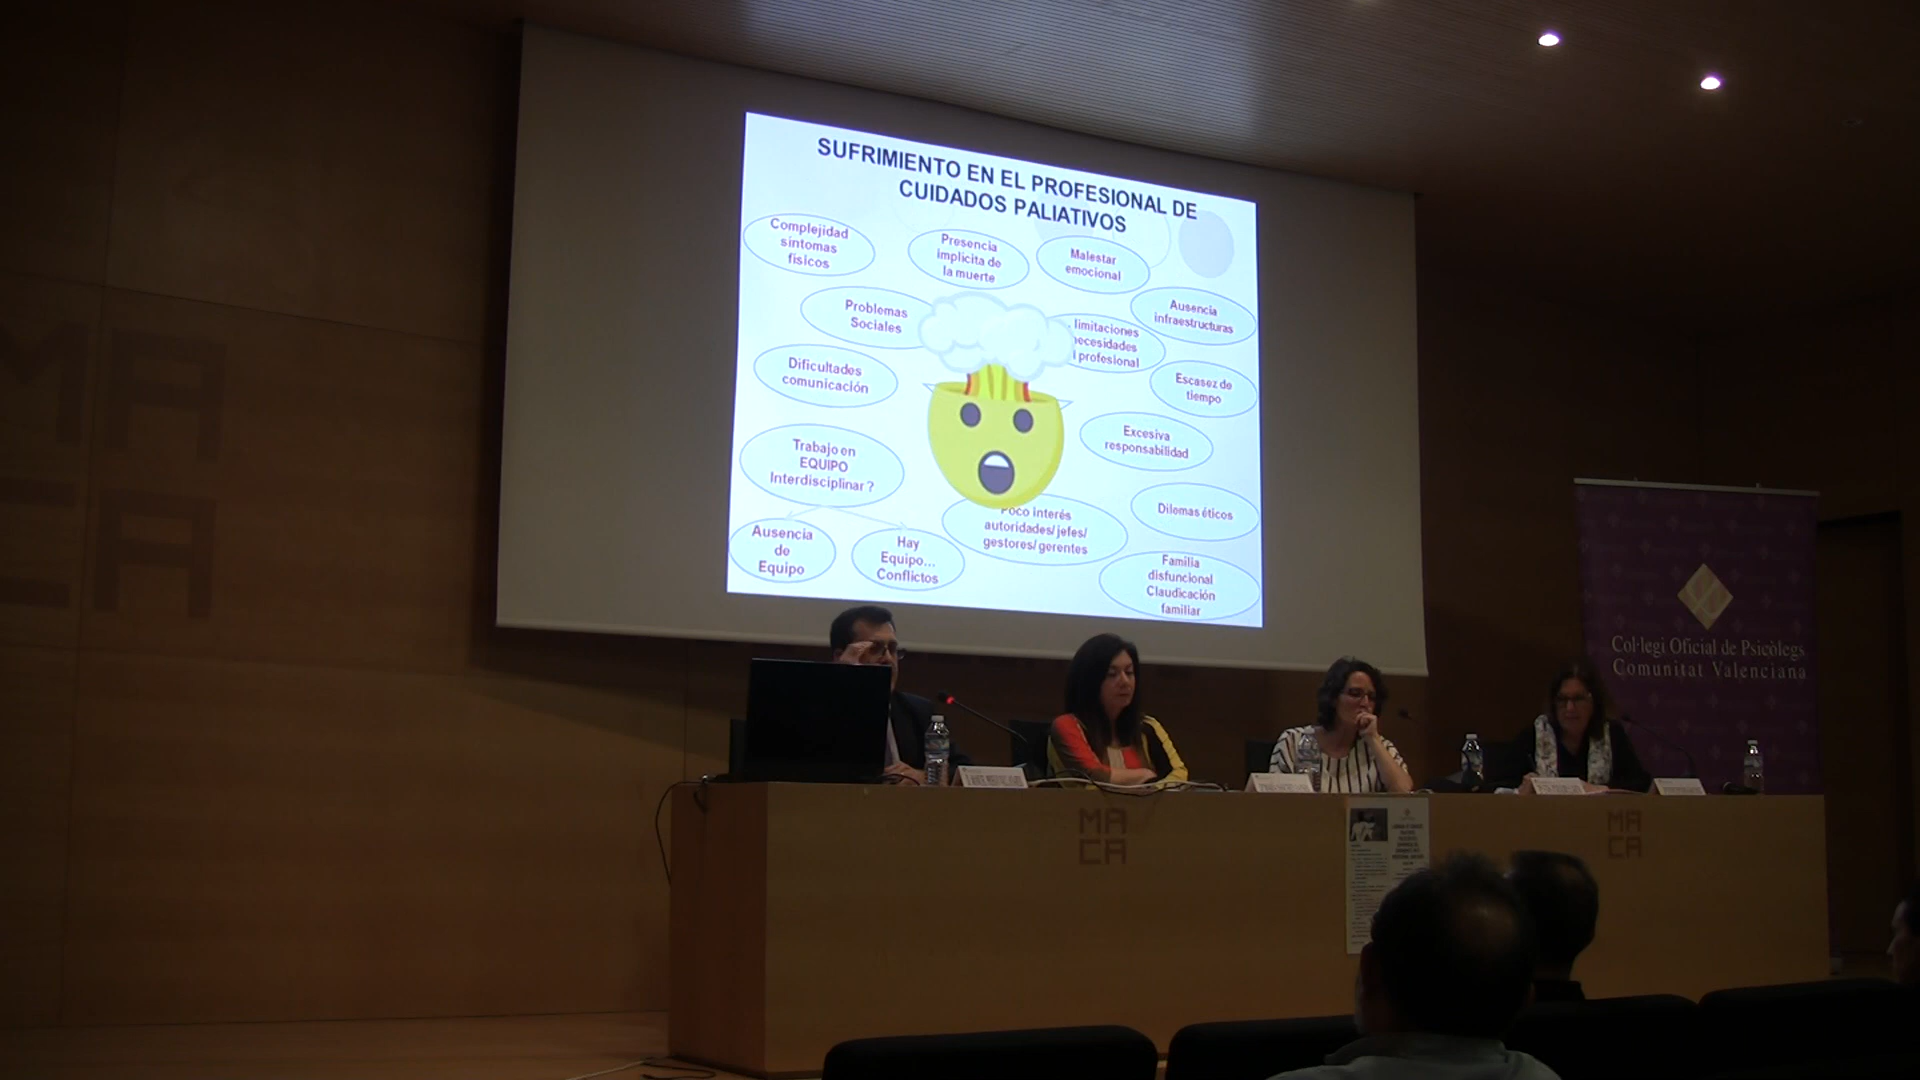 SUFRIMIENTO EN EL PROFESIONAL DE
CUIDADOS PALIATIVOS
Complejidad
síntomas
físicos
Presencia
implícita de
la muerte
Malestar
emocional
Problemas
Sociales
limitaciones
necesidades
profesional
Ausencia
infraestructuras
Dificultades
comunicación
Escasez de
tiempo
Excesiva
responsabilidad
Trabajo en
EQUIPO
Interdisciplinar ?
Ausencia
de
Equipo
Hay
Equipo...
Conflictos
Poco interés
autoridades/ jefes/
gestores/ gerentes
Dilemas éticos
Familia
disfuncional
Claudicación
familiar
Col·legi Oficial de Psicòlegs
Comunitat Valenciana
MA
CA
MA
CA
MA
CA